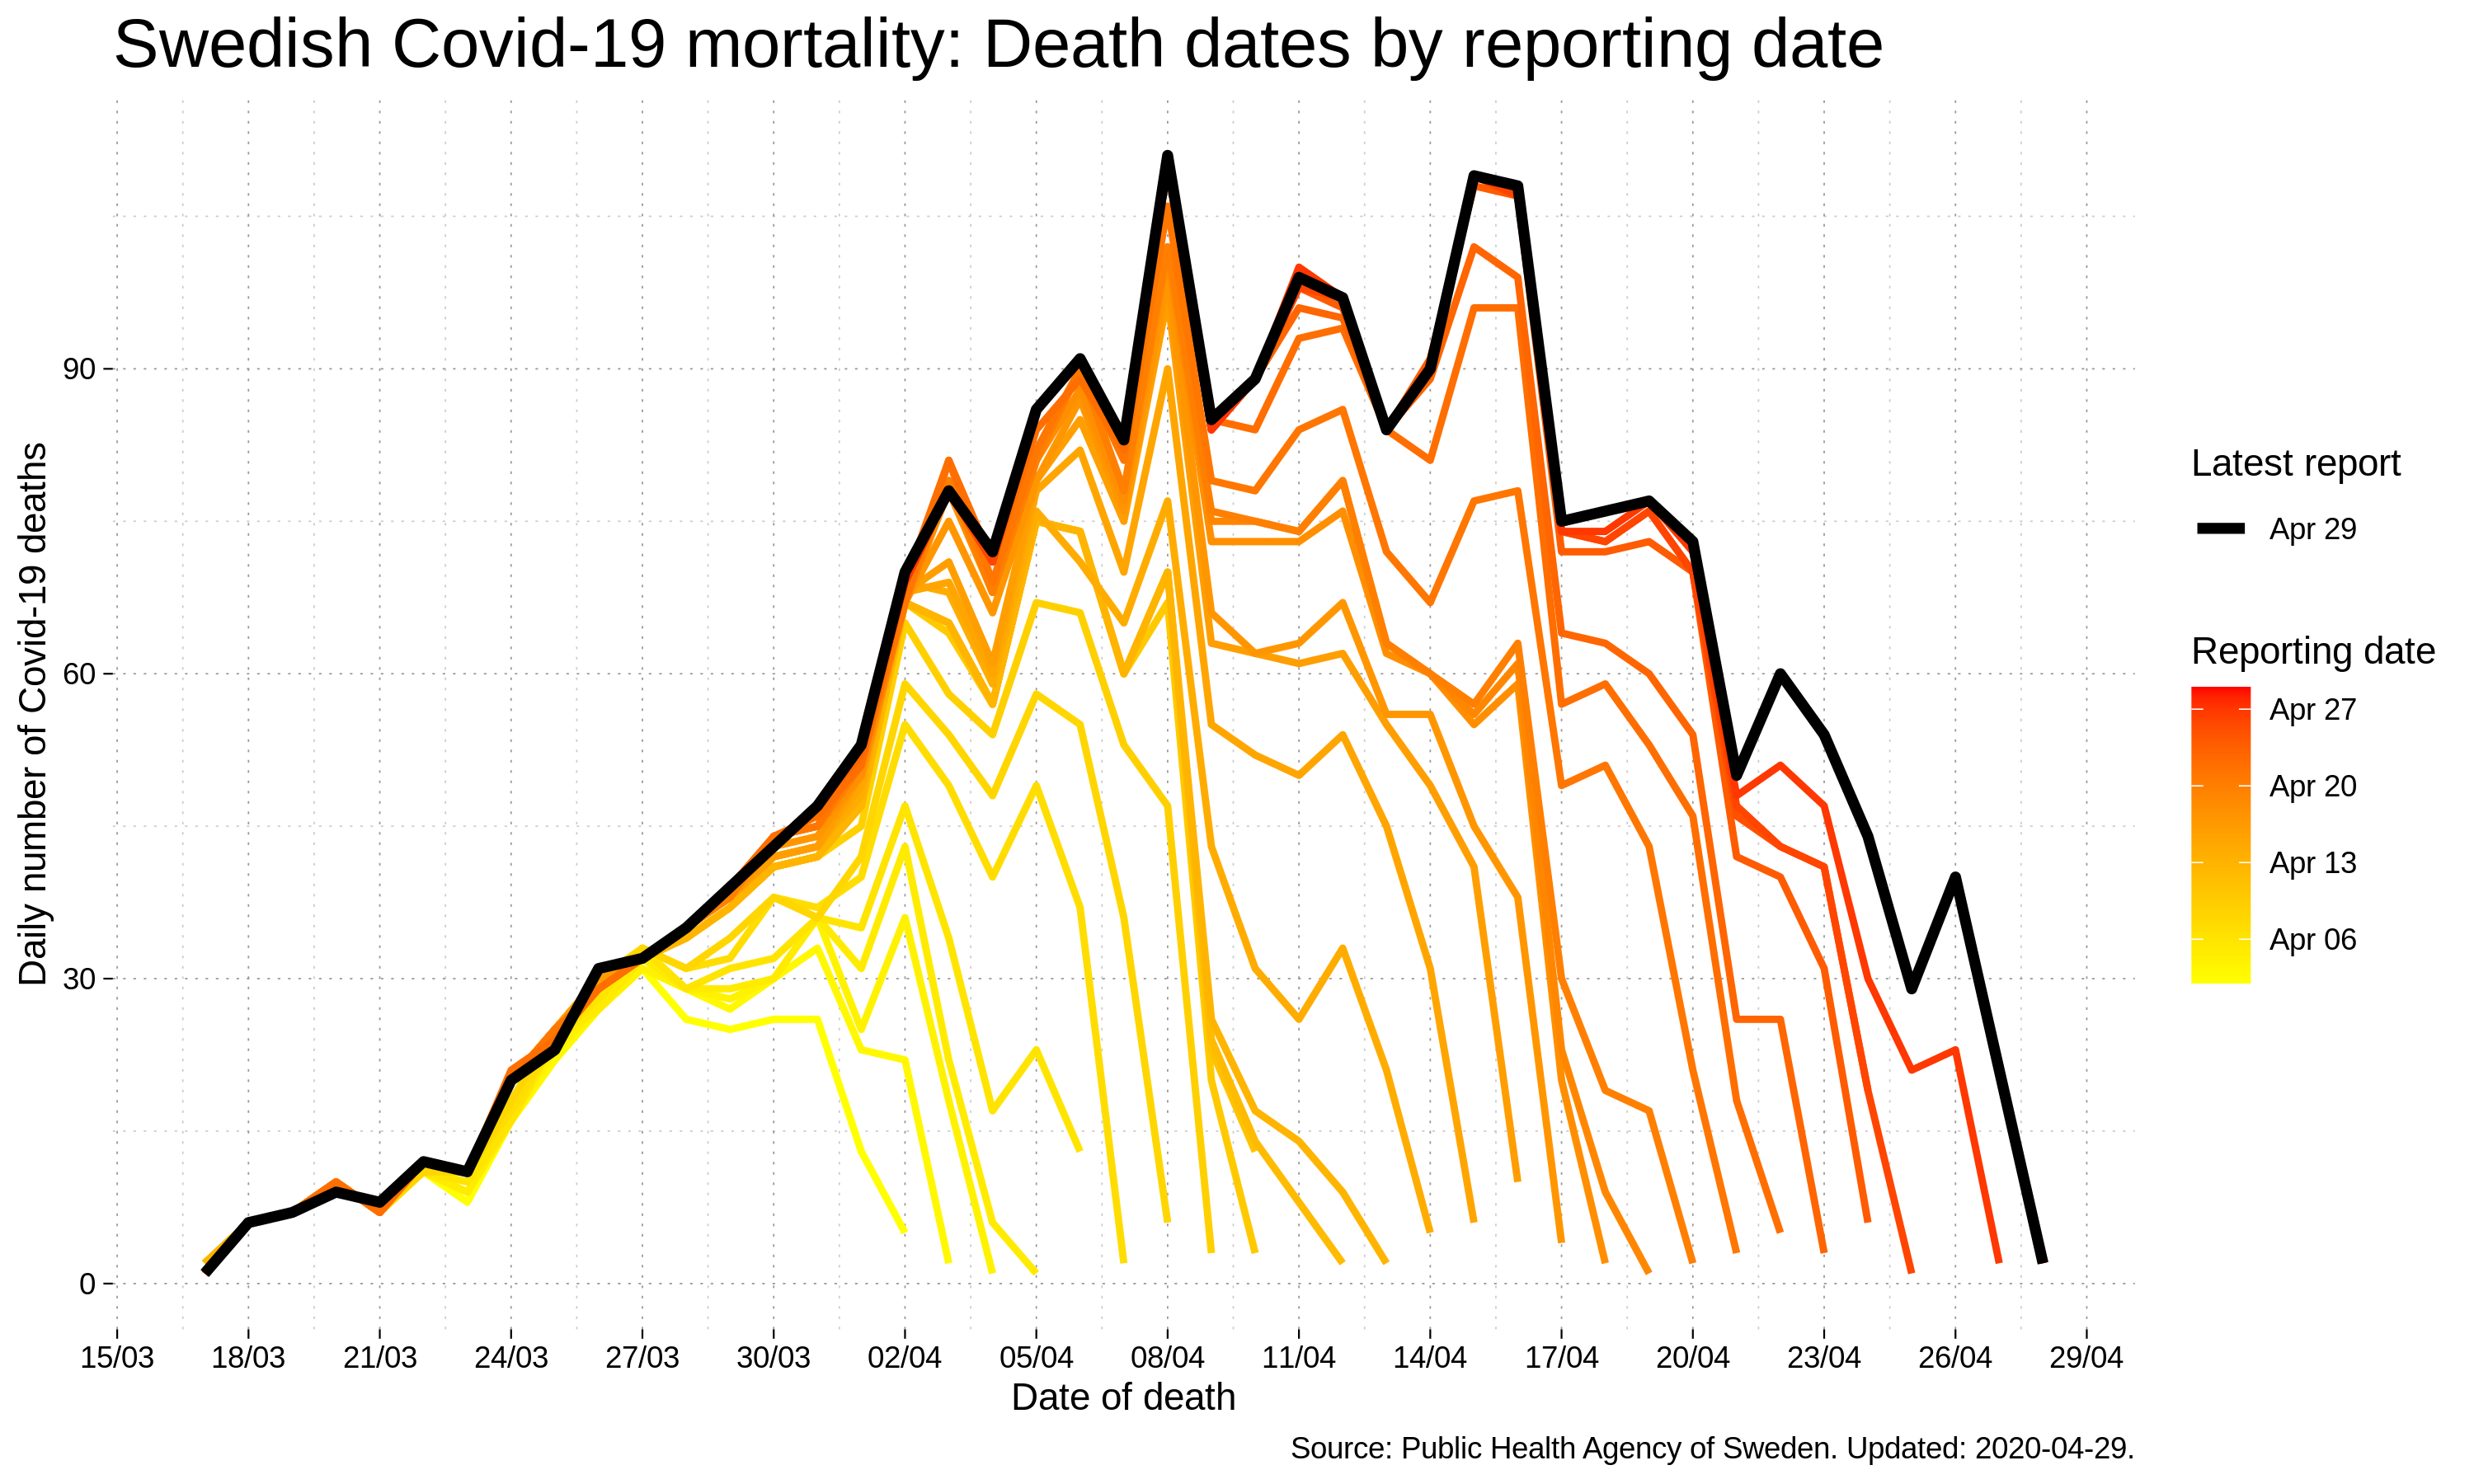 Swedish Covid-19 mortality: Death dates by reporting date
Daily number of Covid-19 deaths
90
60
30
0
15/03 18/03 21/03 24/03 27/03 30/03 02/04 05/04 08/04 11/04 14/04 17/04 20/04 23/04 26/04 29/04
Date of death
Latest report
Apr 29
Reporting date
Apr 27
Apr 20
Apr 13
Apr 06
Source: Public Health Agency of Sweden. Updated: 2020-04-29.